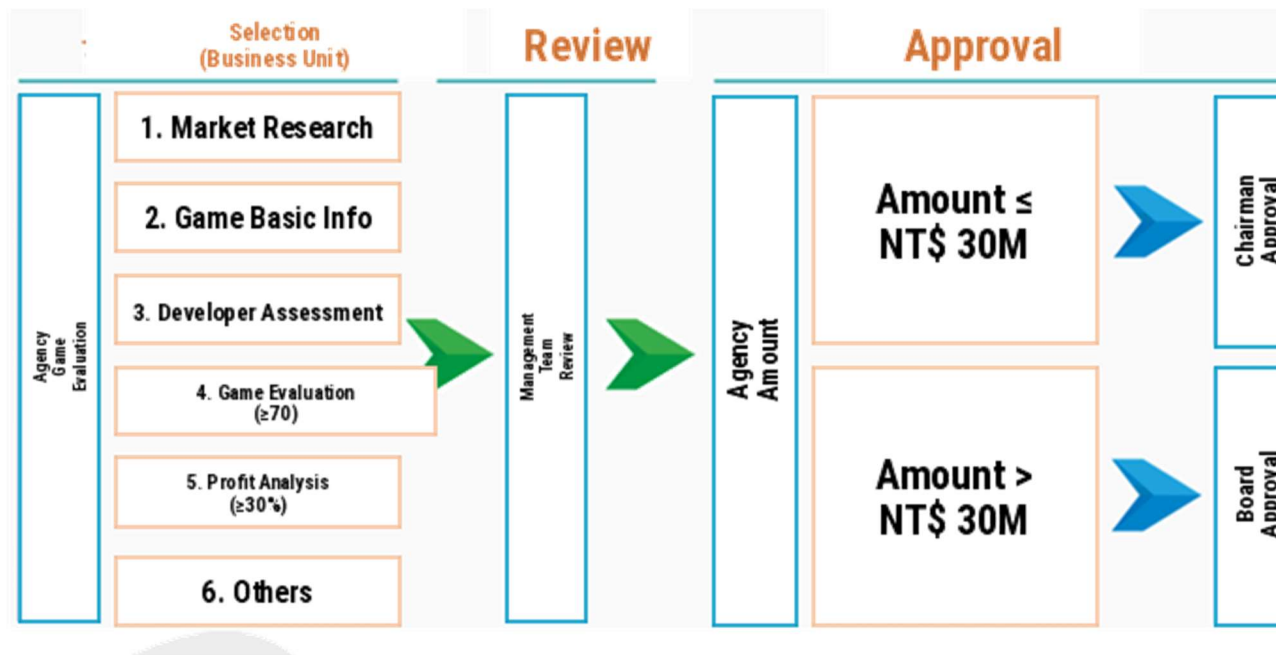 Selection
(Business Unit)
Review
Approval
Agency
Game
Evaluation
1. Market Research
2. Game Basic Info
3. Developer Assessment
4. Game Evaluation
(≥70)
5. Profit Analysis
(≥30%)
6. Others
Management
Team
Review
Agency
Amount
Amount ≤
NT$ 30M
Chairman
Approval
Amount >
NT$ 30M
Board
Approval